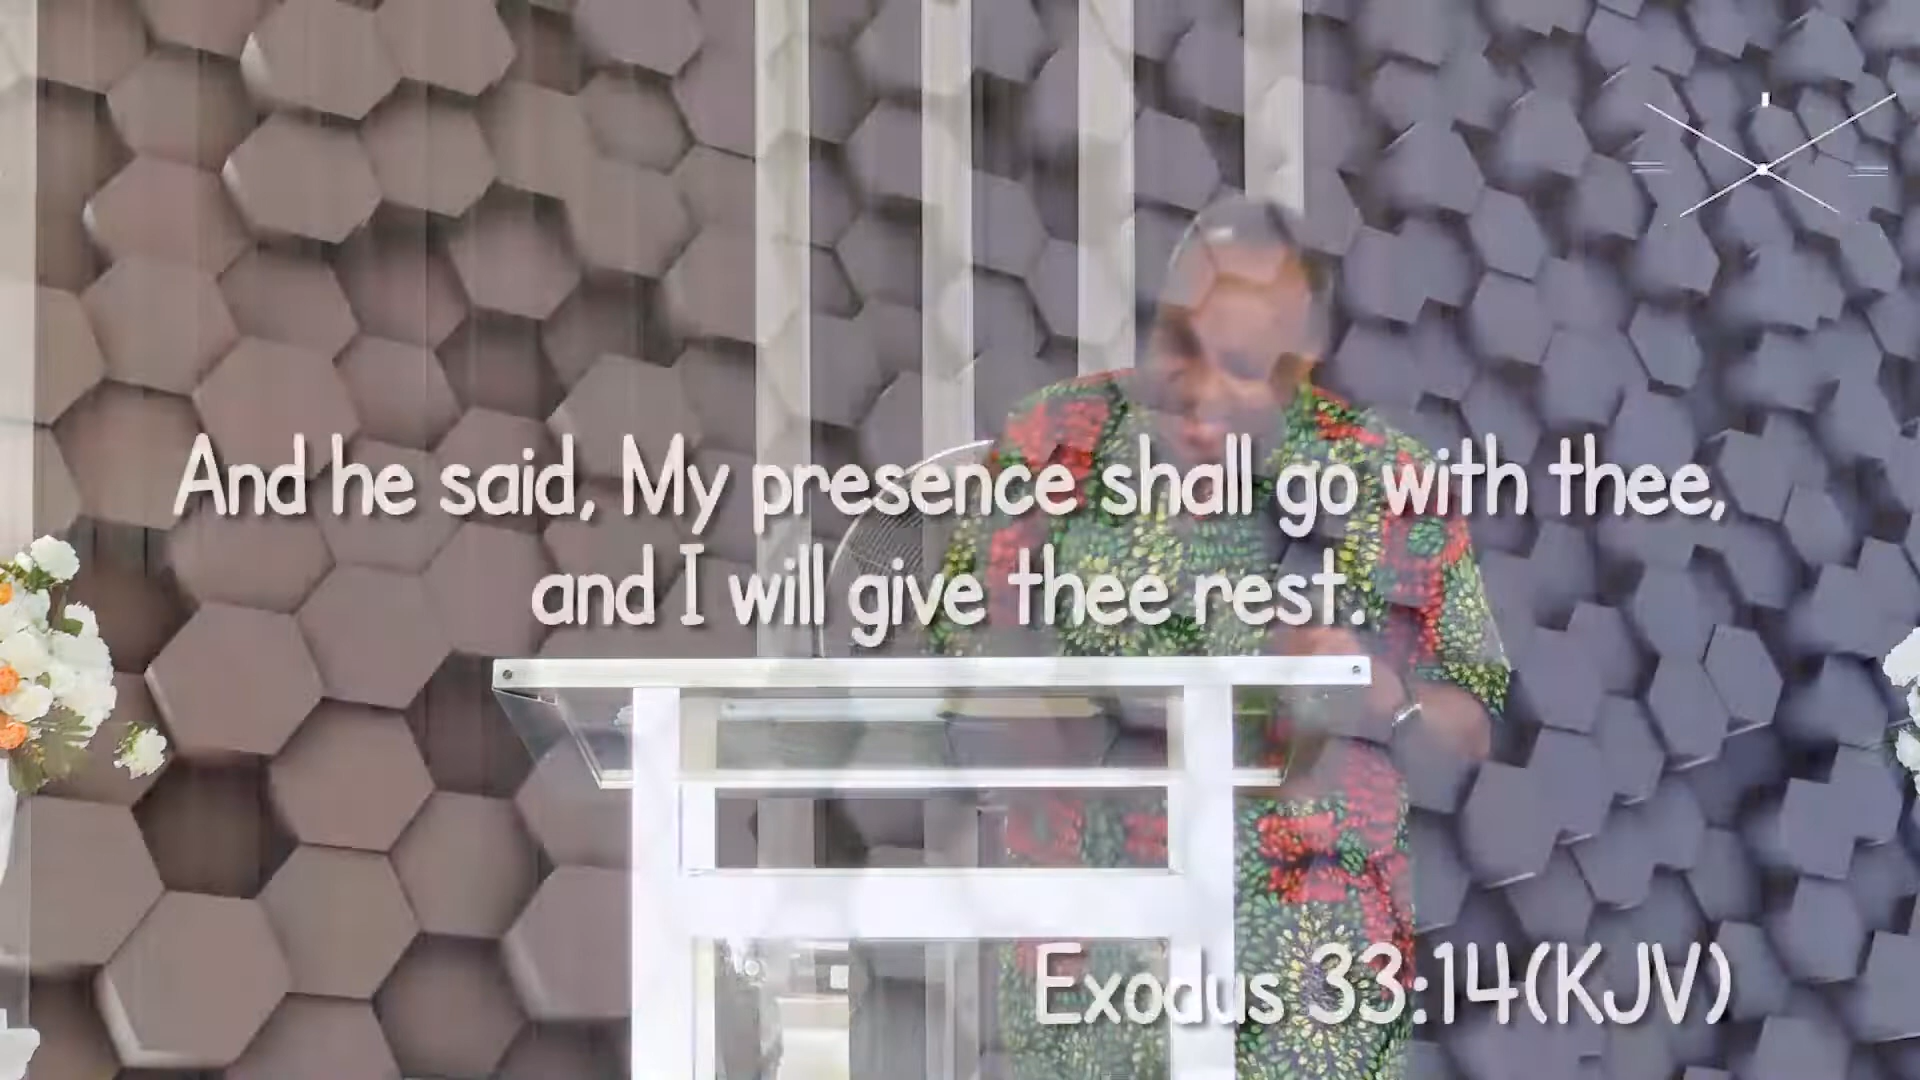 And he said, My presence shall go with thee,
and I will give thee rest.
Exodus 33:14(KJV)